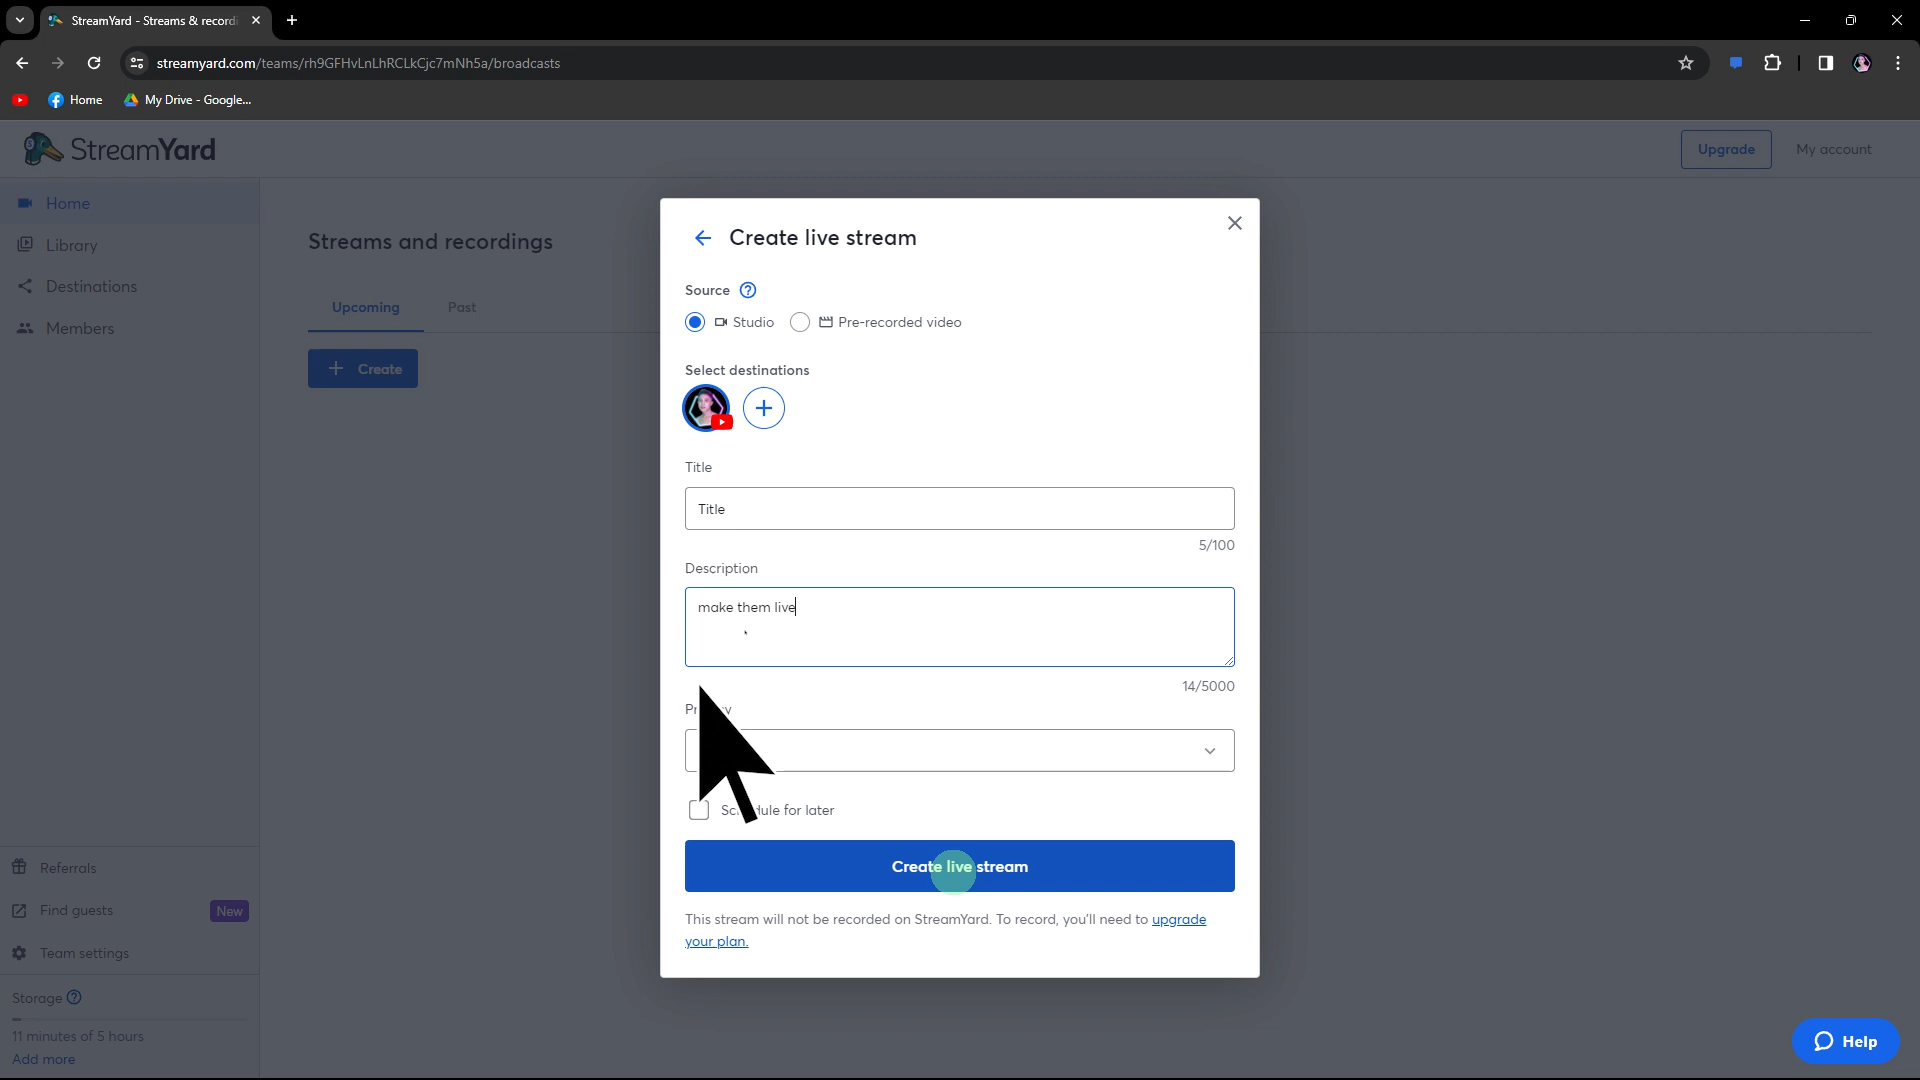 StreamYard - Streams & recordi
streamyard.com/teams/rh9GFHvLnLhRCLkCjc7mNh5a/broadcasts
Home
My Drive - Google...
StreamYard
Upgrade
My account
Home
Library
Destinations
Members
Streams and recordings
Upcoming
Past
Create
Create live stream
Source
Studio
Pre-recorded video
Select destinations
Title
Title
5/100
Description
make them live
14/5000
for later
Create live stream
This stream will not be recorded on StreamYard. To record, you'll need to upgrade
your plan.
Referrals
Find guests
New
Team settings
Storage
11 minutes of 5 hours
Add more
Help